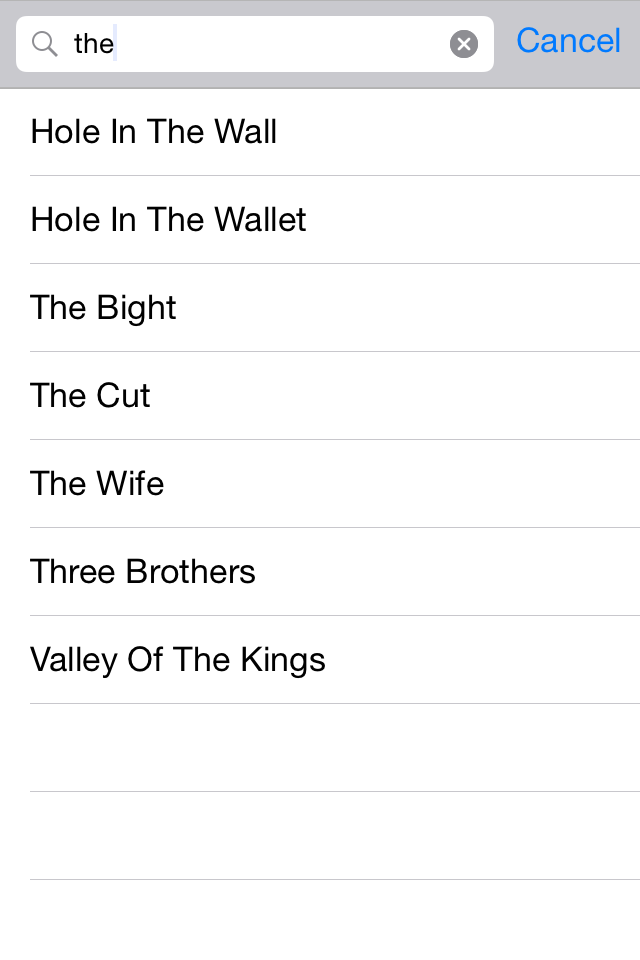 the
Cancel
Hole In The Wall
Hole In The Wallet
The Bight
The Cut
The Wife
Three Brothers
Valley Of The Kings